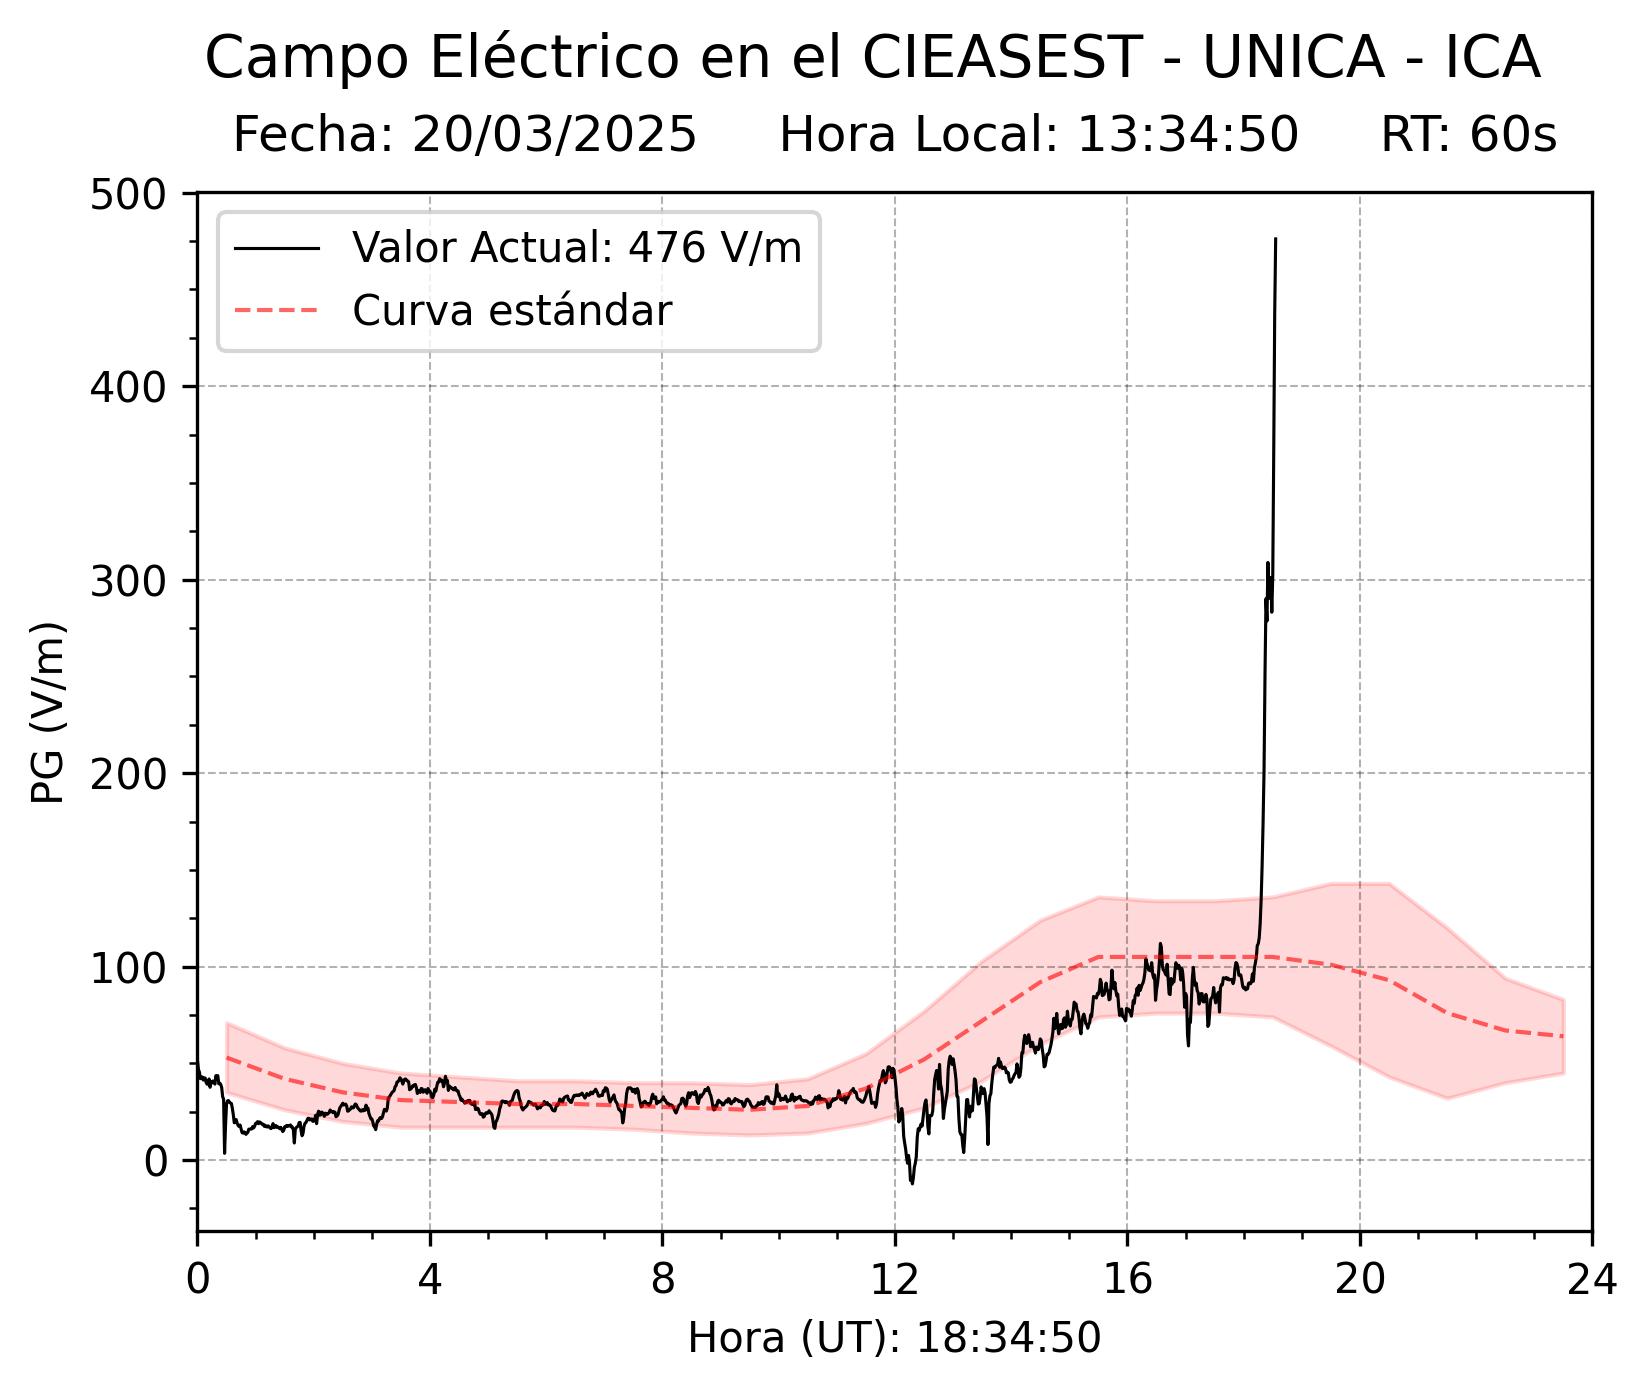 Campo Eléctrico en el CIEASEST - UNICA - ICA
Fecha: 20/03/2025 Hora Local: 13:34:50 RT: 60s
Valor Actual: 476 V/m
Curva estándar
PG (V/m)
500
400
300
200
100
0
0 4 8 12 16 20 24
Hora (UT): 18:34:50